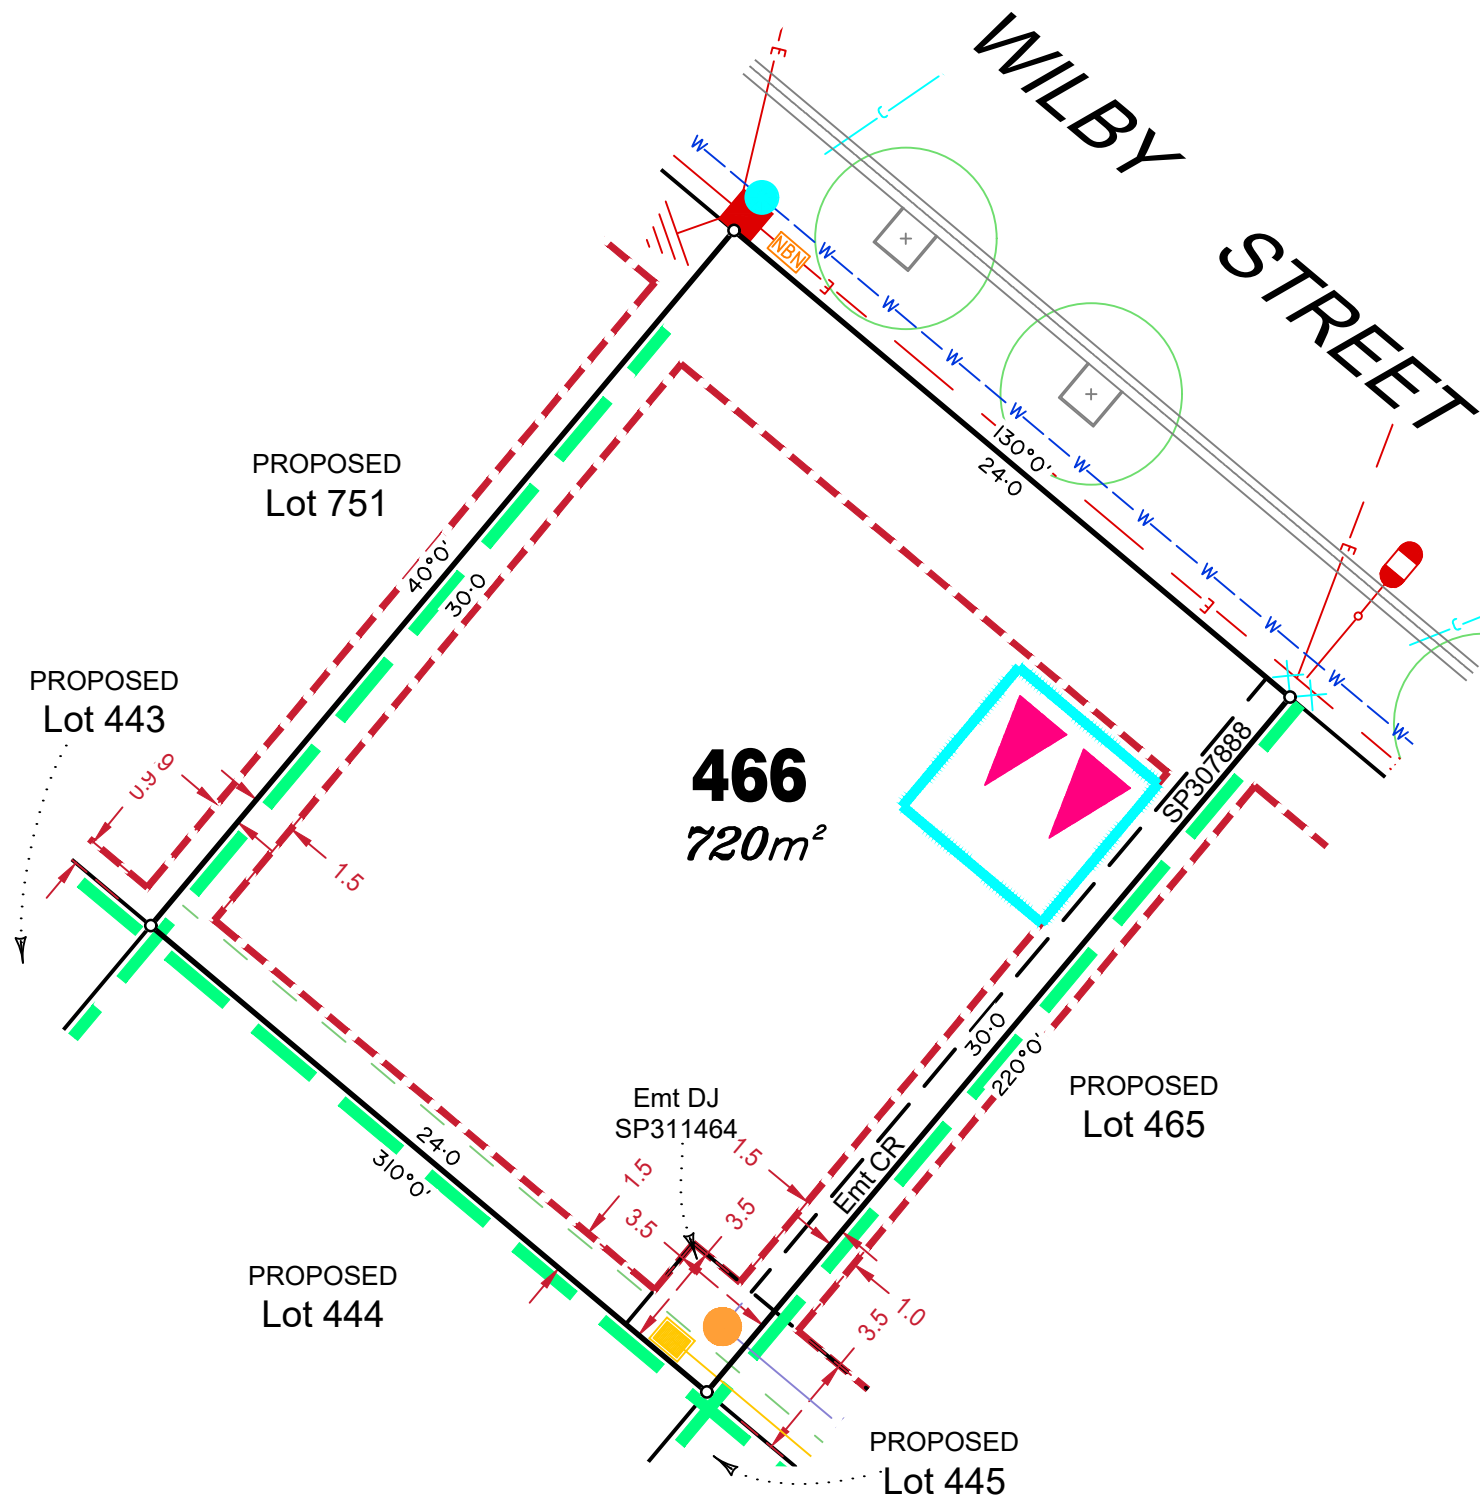 WILBY
STREET
E
J
W
NBN
W
E
W
W
W
130°0'
24·0
W
W
W
E
E
W
W
J
W
PROPOSED
Lot 751
40°0'
30·0
PROPOSED
Lot 443
1.5
466
720m²
SP307888
30·0
220°0'
PROPOSED
Lot 465
Emt DJ
SP311464
1.5
1.5
3.5
3.5
Emt CR
24·0
310°0'
PROPOSED
Lot 444
1.0
3.5
PROPOSED
Lot 445